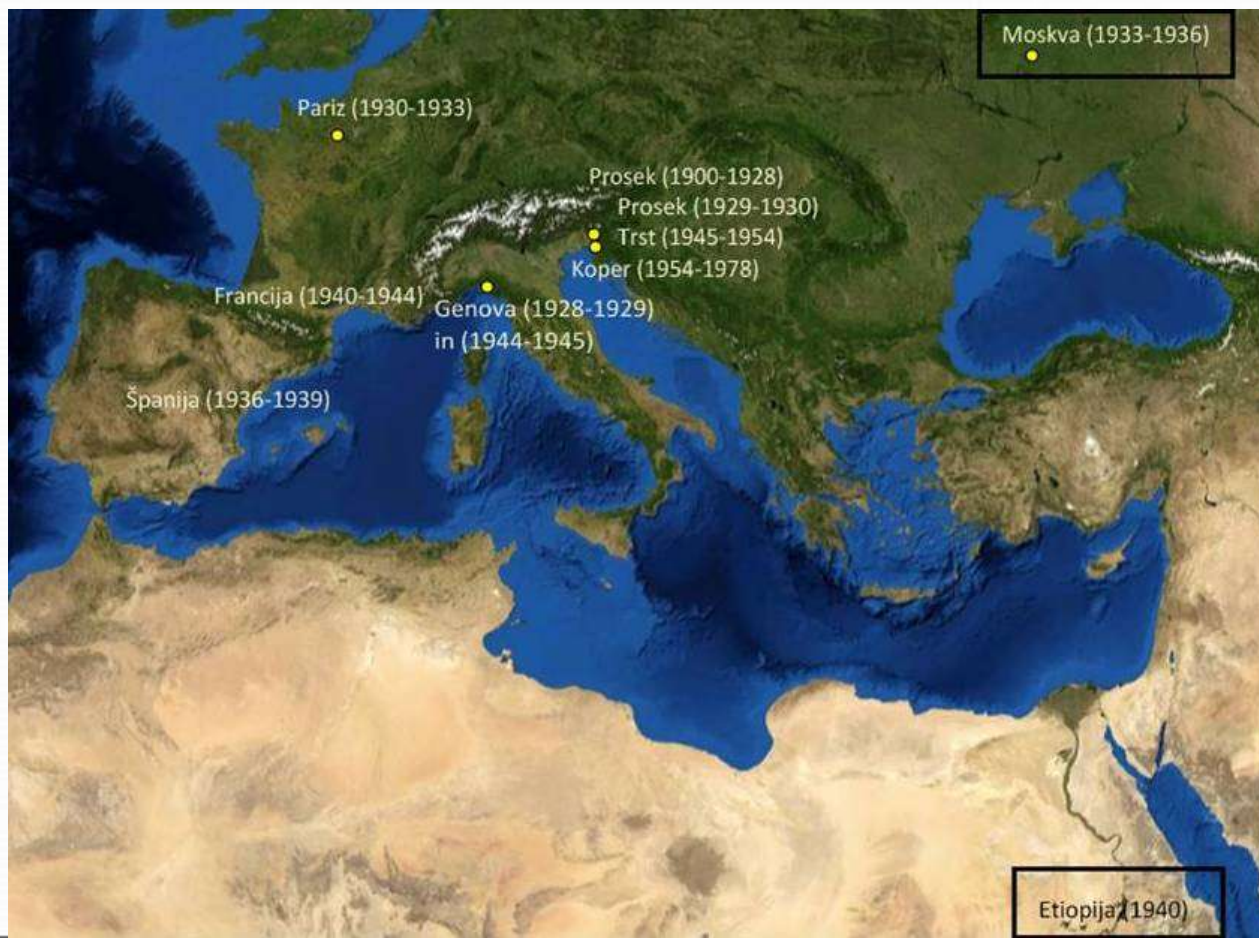 Moskva (1933-1936)
Pariz (1930-1933)
Prosek (1900-1928)
Prosek (1929-1930)
Trst (1945-1954)
Koper (1954-1978)
Francija (1940-1944)
Genova (1928-1929)
in (1944-1945)
Španija (1936-1939)
Etiopija (1940)